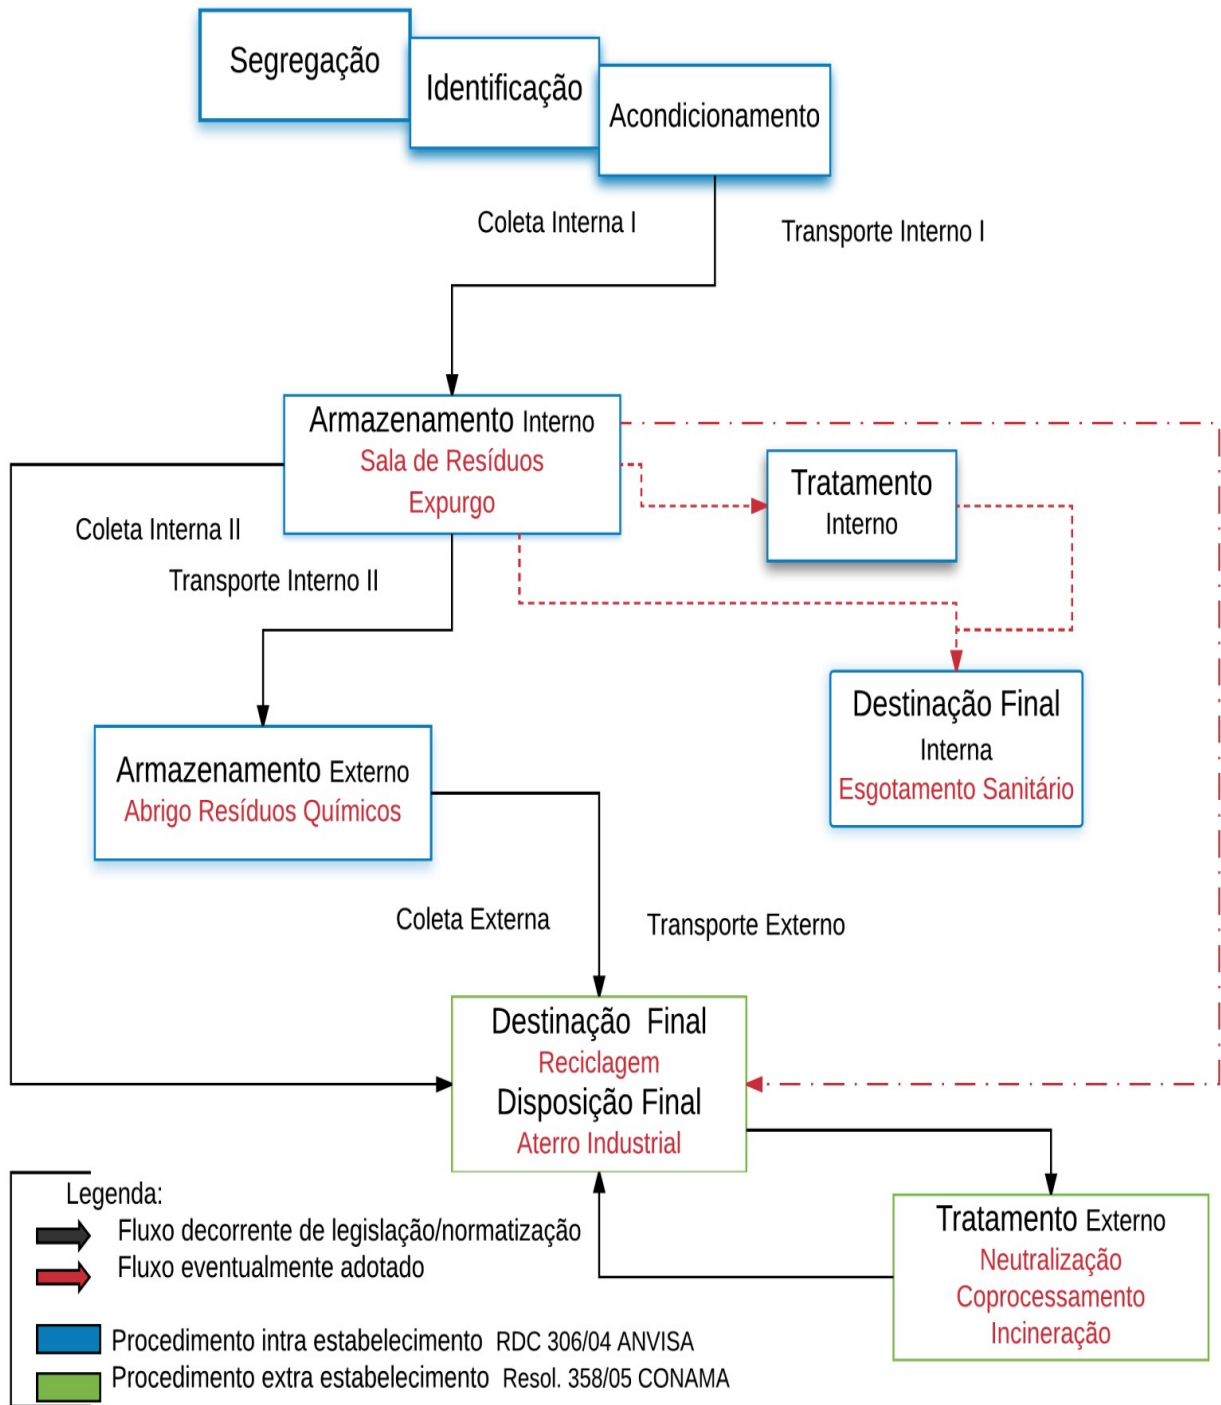 Segregação
Identificação
Acondicionamento
Coleta Interna I
Transporte Interno I
Armazenamento Interno
Sala de Resíduos
Expurgo
Tratamento
Interno
Coleta Interna II
Transporte Interno II
Destinação Final
Interna
Esgotamento Sanitário
Armazenamento Externo
Abrigo Resíduos Químicos
Coleta Externa
Transporte Externo
Destinação Final
Reciclagem
Disposição Final
Aterro Industrial
Tratamento Externo
Neutralização
Coprocessamento
Incineração
Legenda:
Fluxo decorrente de legislação/normatização
Fluxo eventualmente adotado
Procedimento intra estabelecimento RDC 306/04 ANVISA
Procedimento extra estabelecimento Resol. 358/05 CONAMA